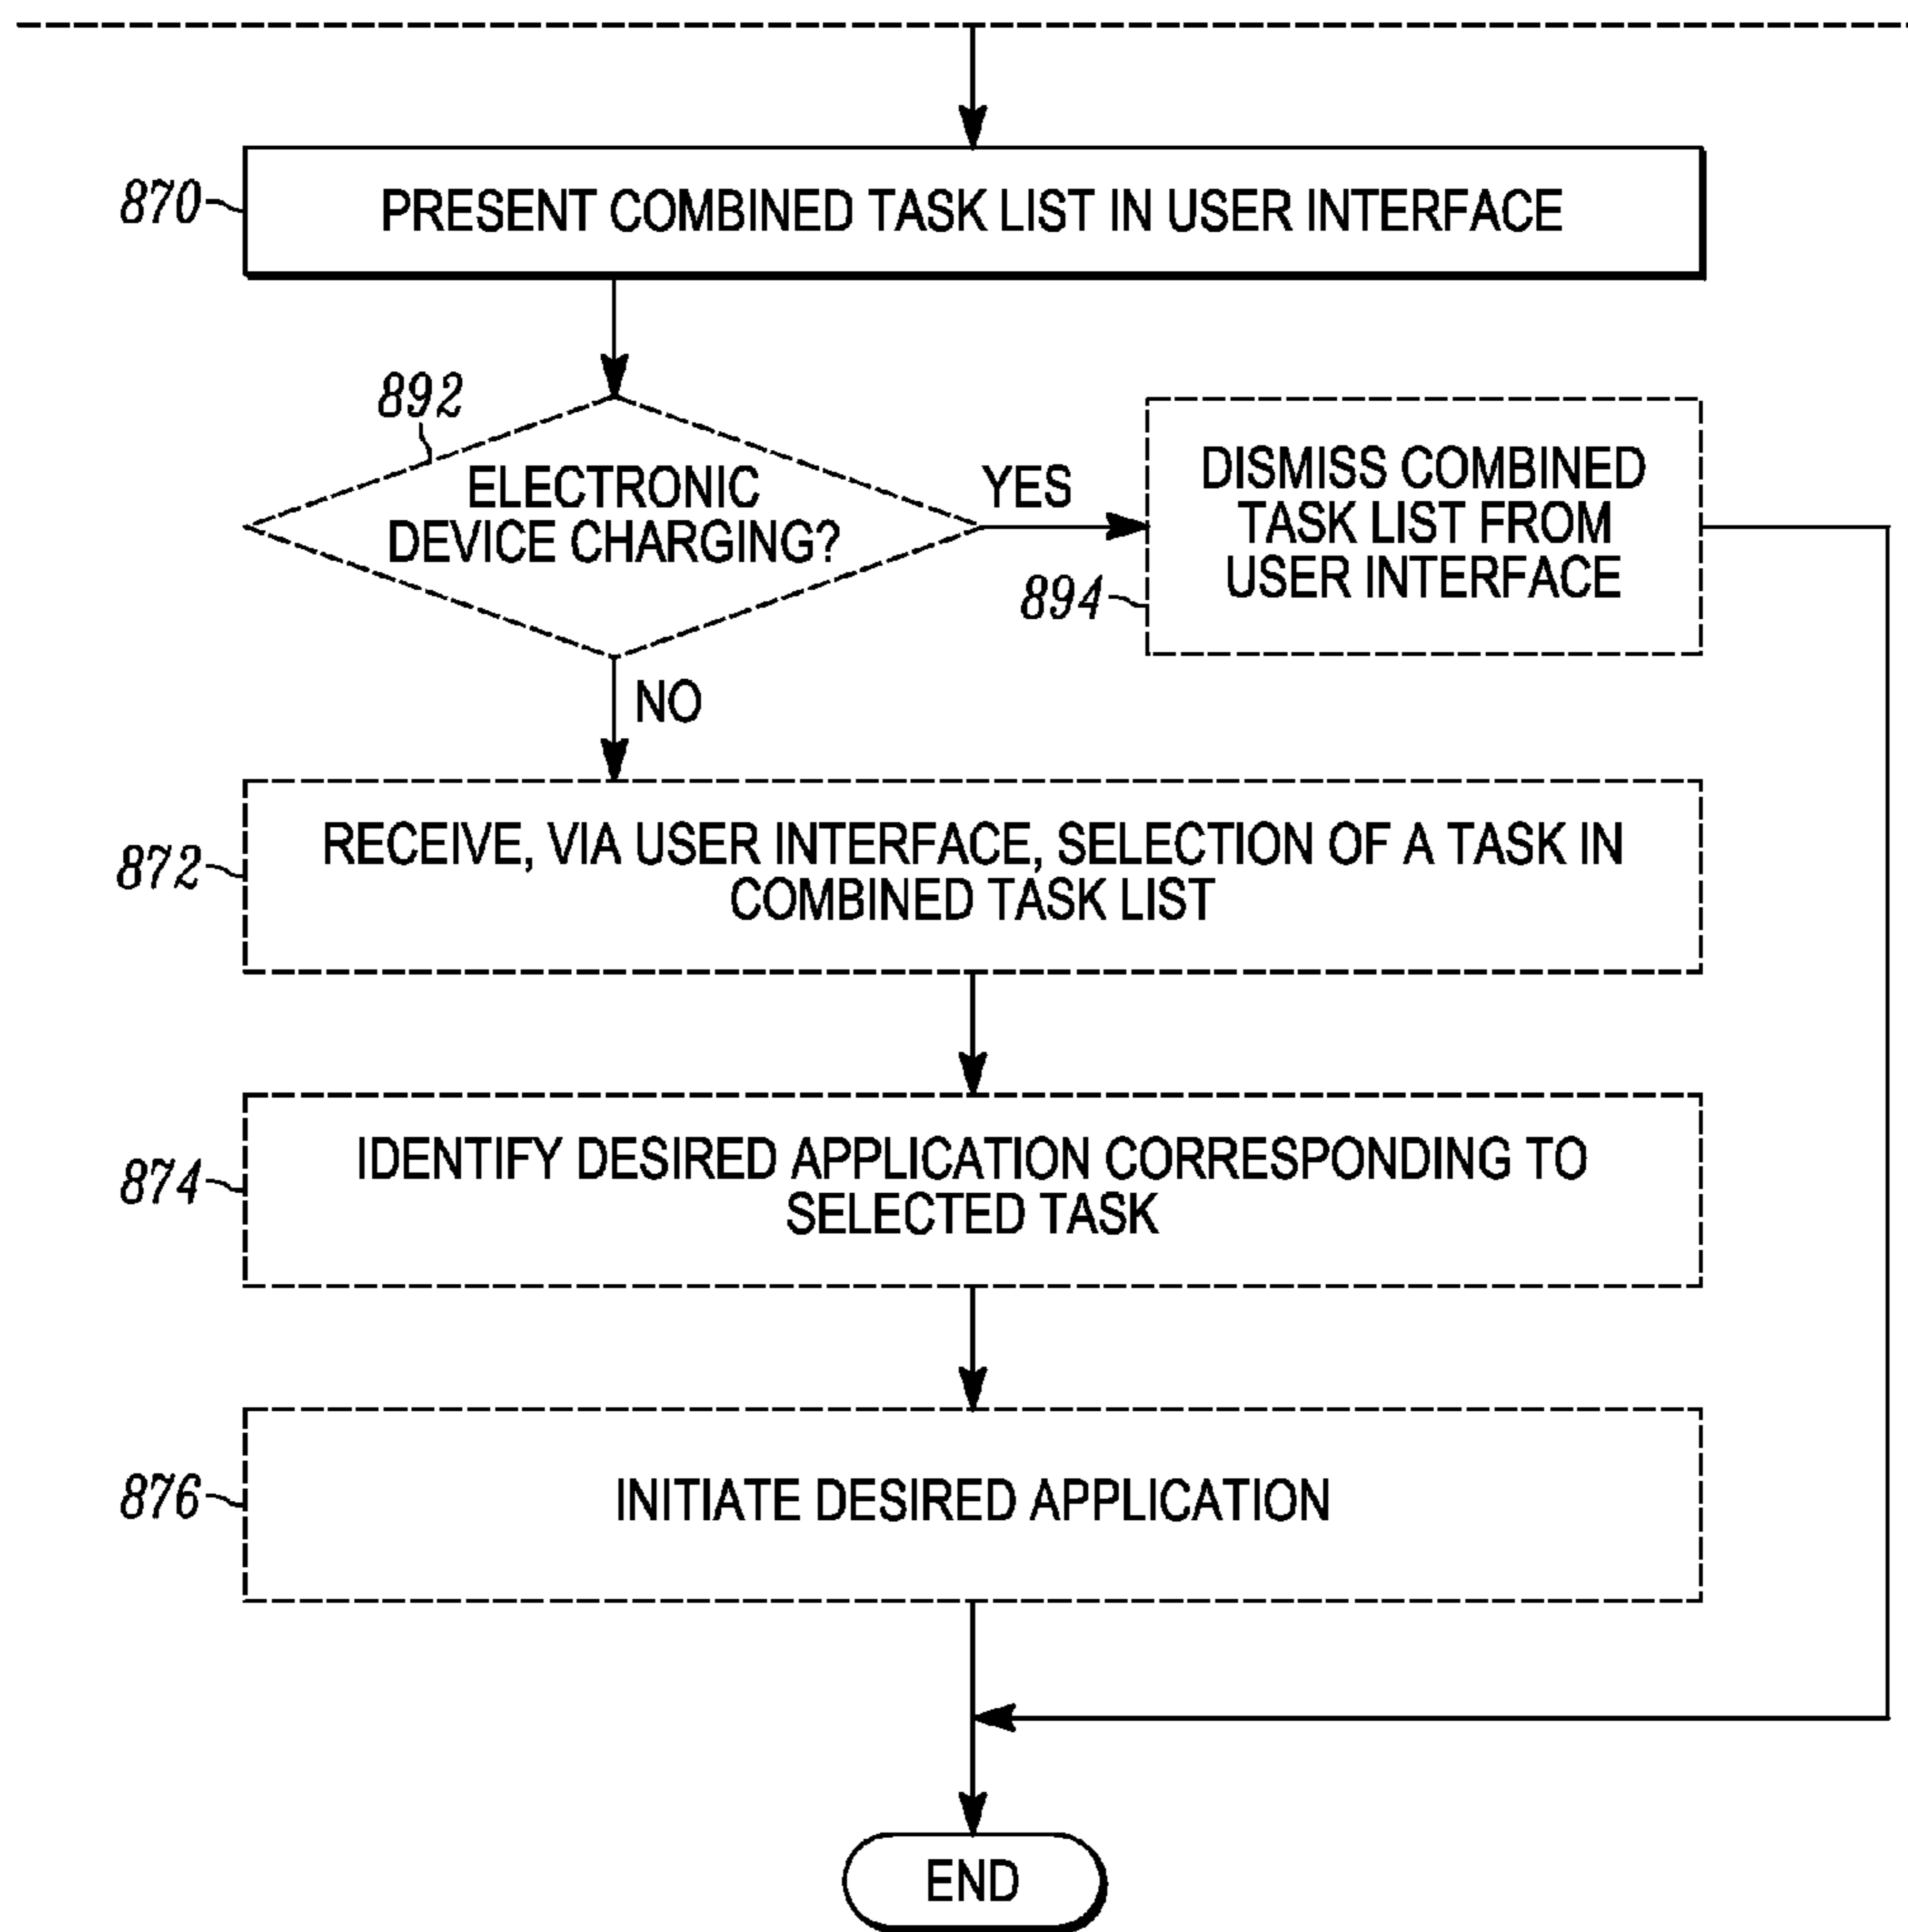 870
PRESENT COMBINED TASK LIST IN USER INTERFACE
892
ELECTRONIC
DEVICE CHARGING?
YES
DISMISS COMBINED
TASK LIST FROM
USER INTERFACE
894
NO
872
RECEIVE, VIA USER INTERFACE, SELECTION OF A TASK IN
COMBINED TASK LIST
874
IDENTIFY DESIRED APPLICATION CORRESPONDING TO
SELECTED TASK
876
INITIATE DESIRED APPLICATION
END